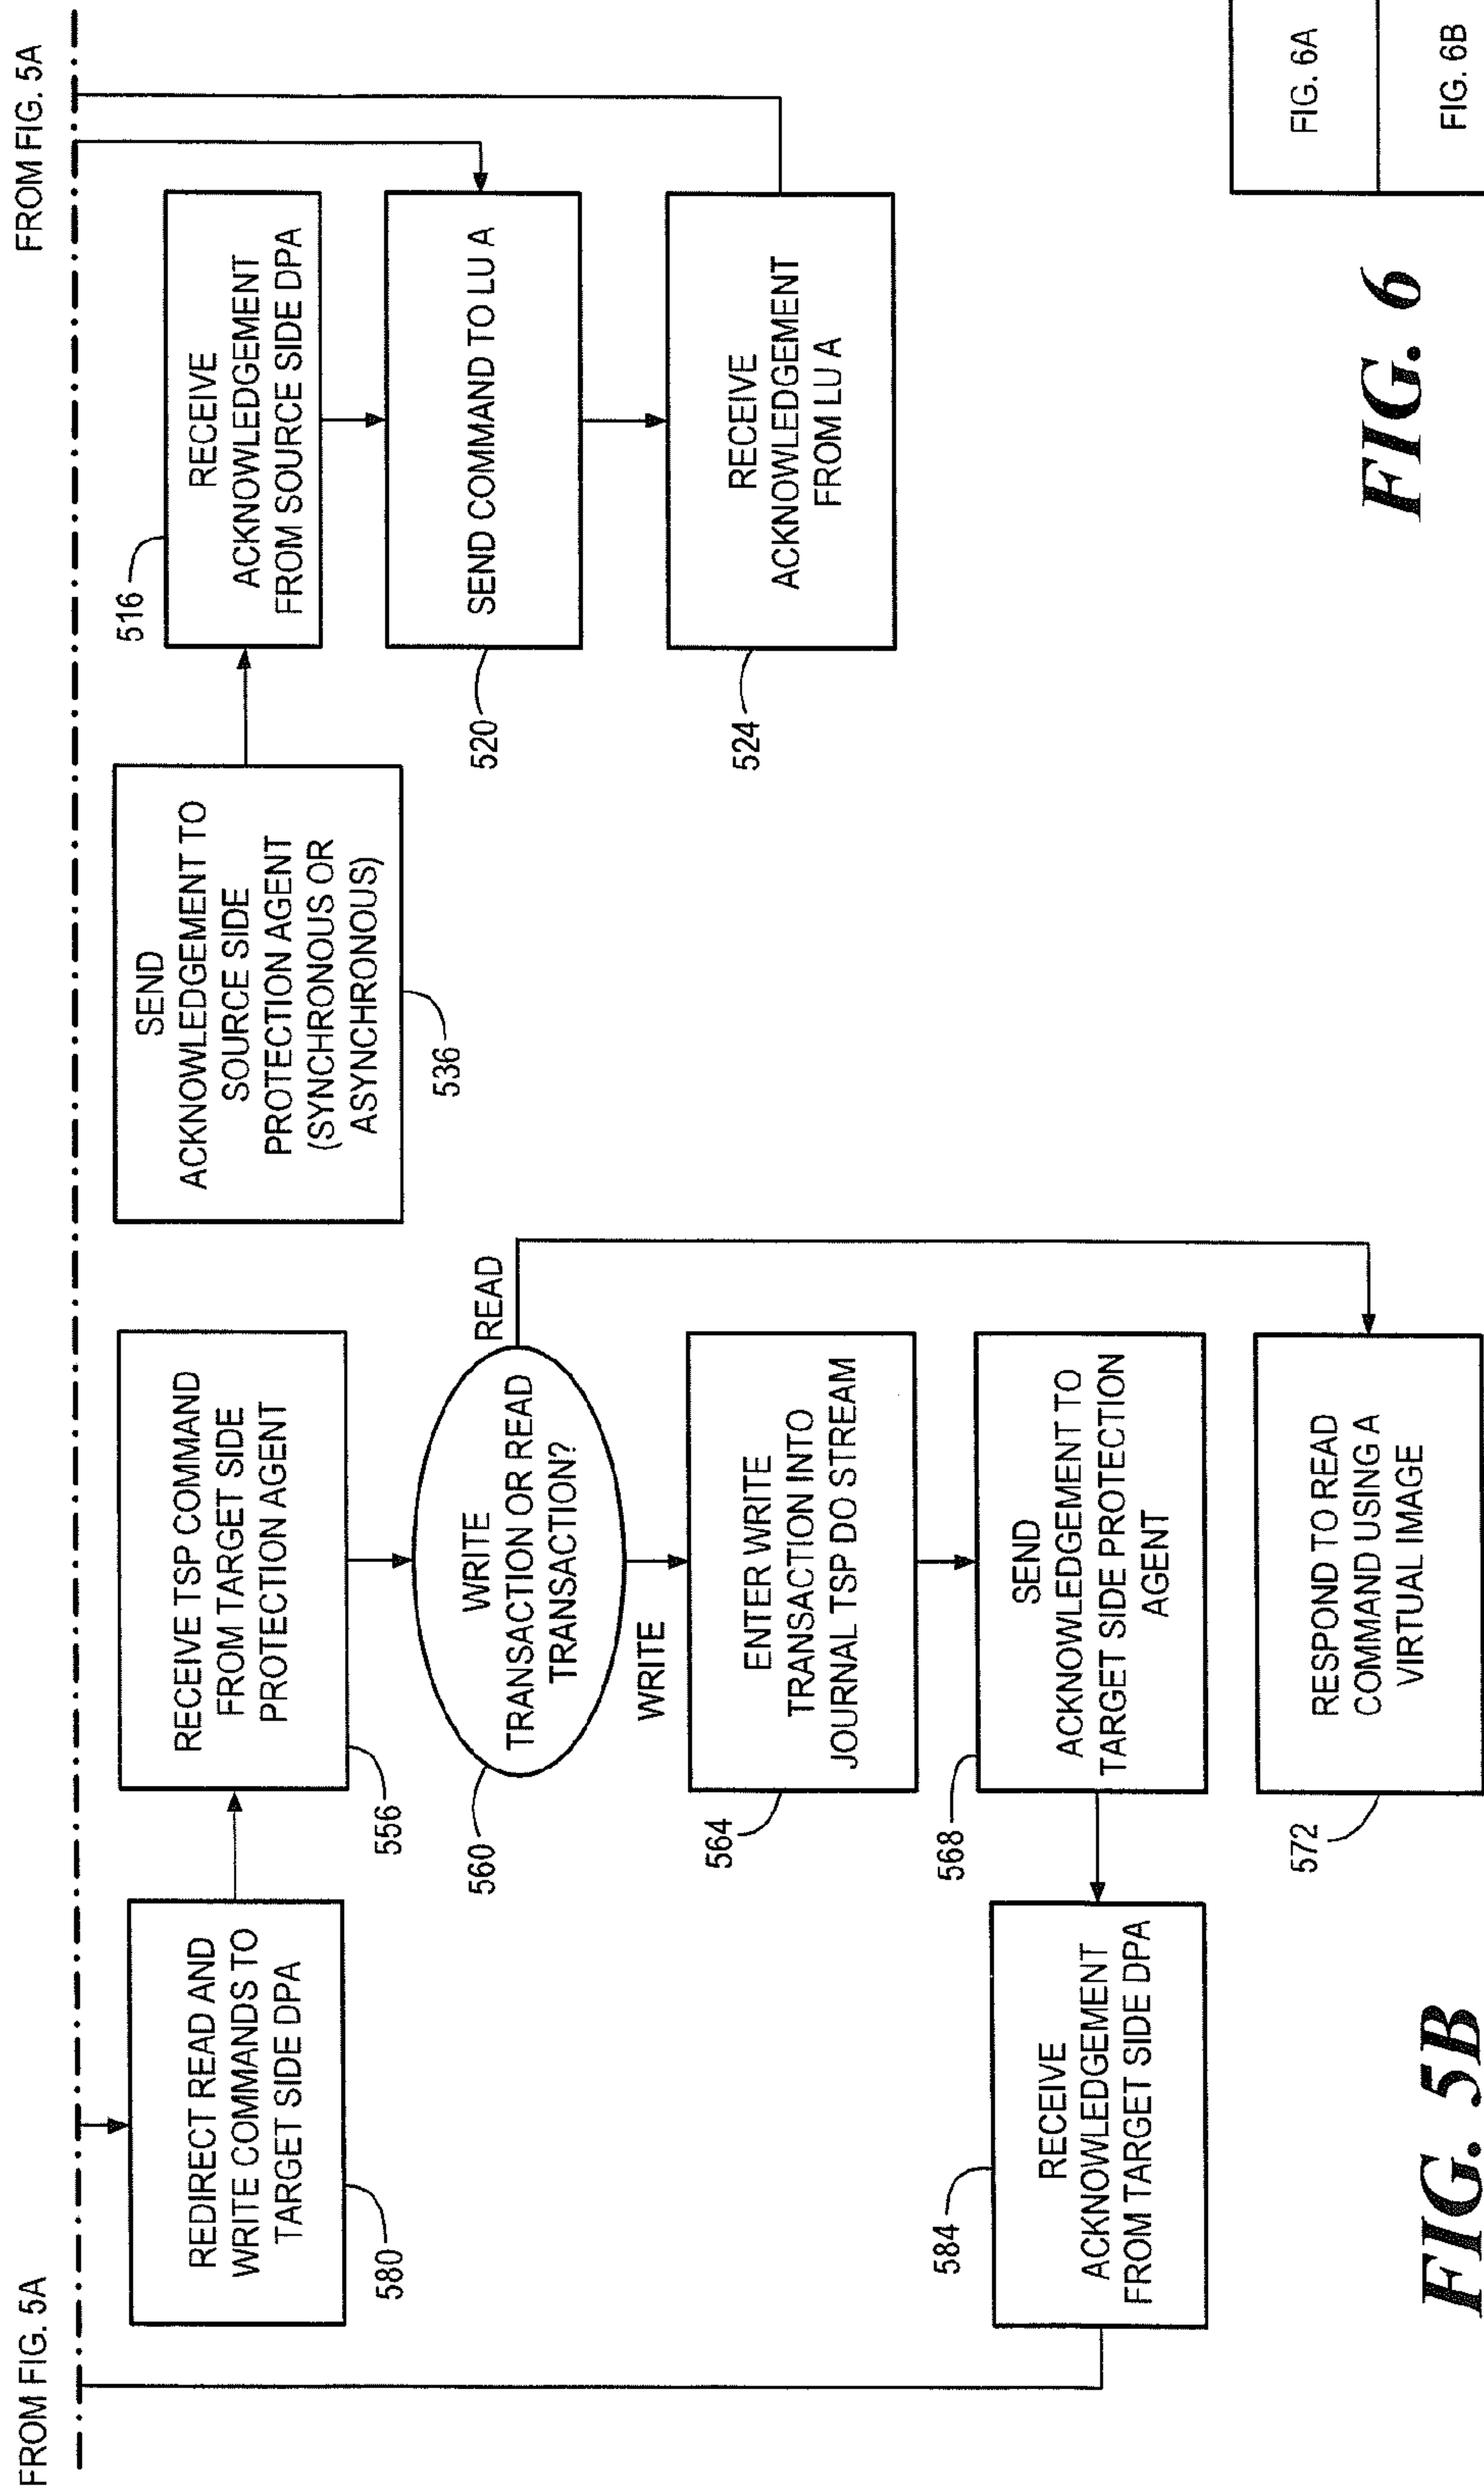 FROM FIG. 5A
FROM FIG. 5A
REDIRECT READ AND
WRITE COMMANDS TO
TARGET SIDE DPA
580
RECEIVE TSP COMMAND
FROM TARGET SIDE
PROTECTION AGENT
556
SEND
ACKNOWLEDGEMENT TO
SOURCE SIDE
PROTECTION AGENT
(SYNCHRONOUS OR
ASYNCHRONOUS)
536
516
RECEIVE
ACKNOWLEDGEMENT
FROM SOURCE SIDE DPA
560
WRITE
TRANSACTION OR READ
TRANSACTION?
READ
WRITE
520
SEND COMMAND TO LU A
564
ENTER WRITE
TRANSACTION INTO
JOURNAL TSP DO STREAM
524
RECEIVE
ACKNOWLEDGEMENT
FROM LU A
584
RECEIVE
ACKNOWLEDGEMENT
FROM TARGET SIDE DPA
568
SEND
ACKNOWLEDGEMENT TO
TARGET SIDE PROTECTION
AGENT
572
RESPOND TO READ
COMMAND USING A
VIRTUAL IMAGE
FIG. 5B
FIG. 6
FIG. 6A
FIG. 6B